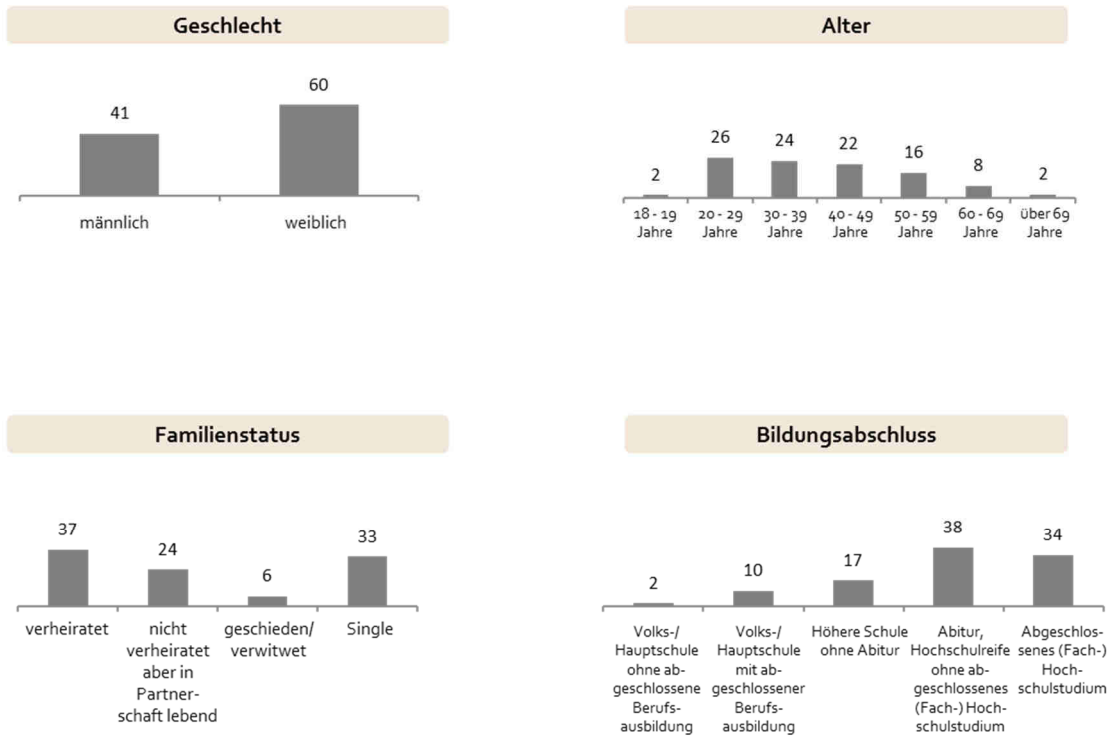 Geschlecht
41
60
männlich
weiblich
Alter
2
26
24
22
16
8
2
18 - 19
Jahre
20 - 29
Jahre
30 - 39
Jahre
40 - 49
Jahre
50 - 59
Jahre
60 - 69
Jahre
über 69
Jahre
Familienstatus
37
24
6
33
verheiratet
nicht
verheiratet
aber in
Partner-
schaft lebend
geschieden/
verwitwet
Single
Bildungsabschluss
2
10
17
38
34
Volks-/
Hauptschule
ohne ab-
geschlossene
Berufs-
ausbildung
Volks-/
Hauptschule
mit ab-
geschlossener
Berufs-
ausbildung
Höhere Schule
ohne Abitur
Abitur,
Hochschulreife
ohne ab-
geschlossenes
(Fach-) Hoch-
schulstudium
Abgeschlos-
senes (Fach-)
Hoch-
schulstudium